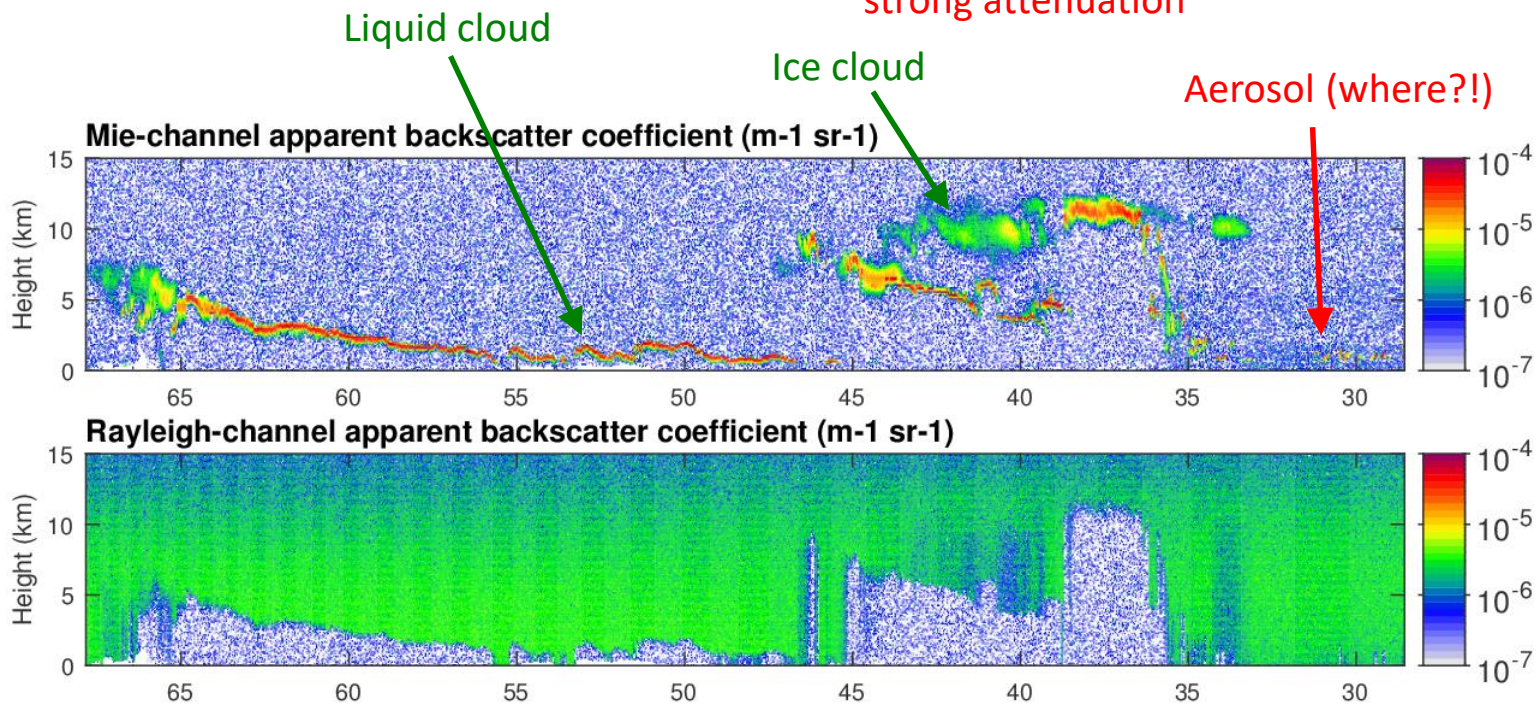 strong attenuation
Liquid cloud
Ice cloud
Aerosol (where?!)
Mie-channel apparent backscatter coefficient (m-1 sr-1)
Height (km)
15
10
5
0
65 60 55 50 45 40 35 30
10-4
10-5
10-6
10-7
Rayleigh-channel apparent backscatter coefficient (m-1 sr-1)
Height (km)
15
10
5
0
65 60 55 50 45 40 35 30
10-4
10-5
10-6
10-7